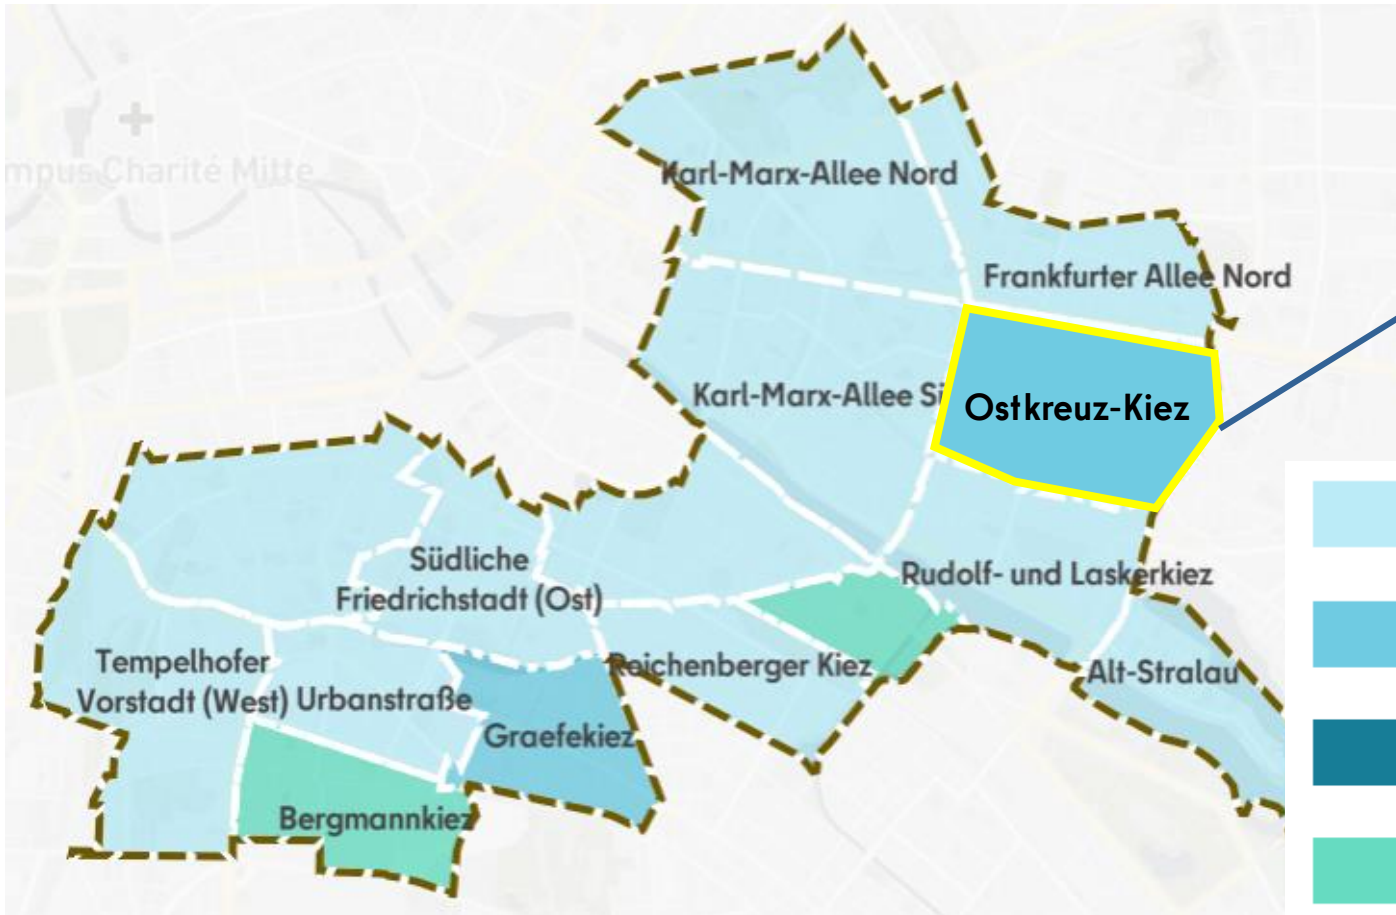 mpus Charité Mitte
Karl-Marx-Allee Nord
Frankfurter Allee Nord
Karl-Marx-Allee Sü
Ostkreuz-Kiez
Südliche
Friedrichstadt (Ost)
Rudolf- und Laskerkiez
Tempelhofer
Vorstadt (West)
Urbanstraße
Reichenberger Kiez
Alt-Stralau
Graefekiez
Bergmannkiez